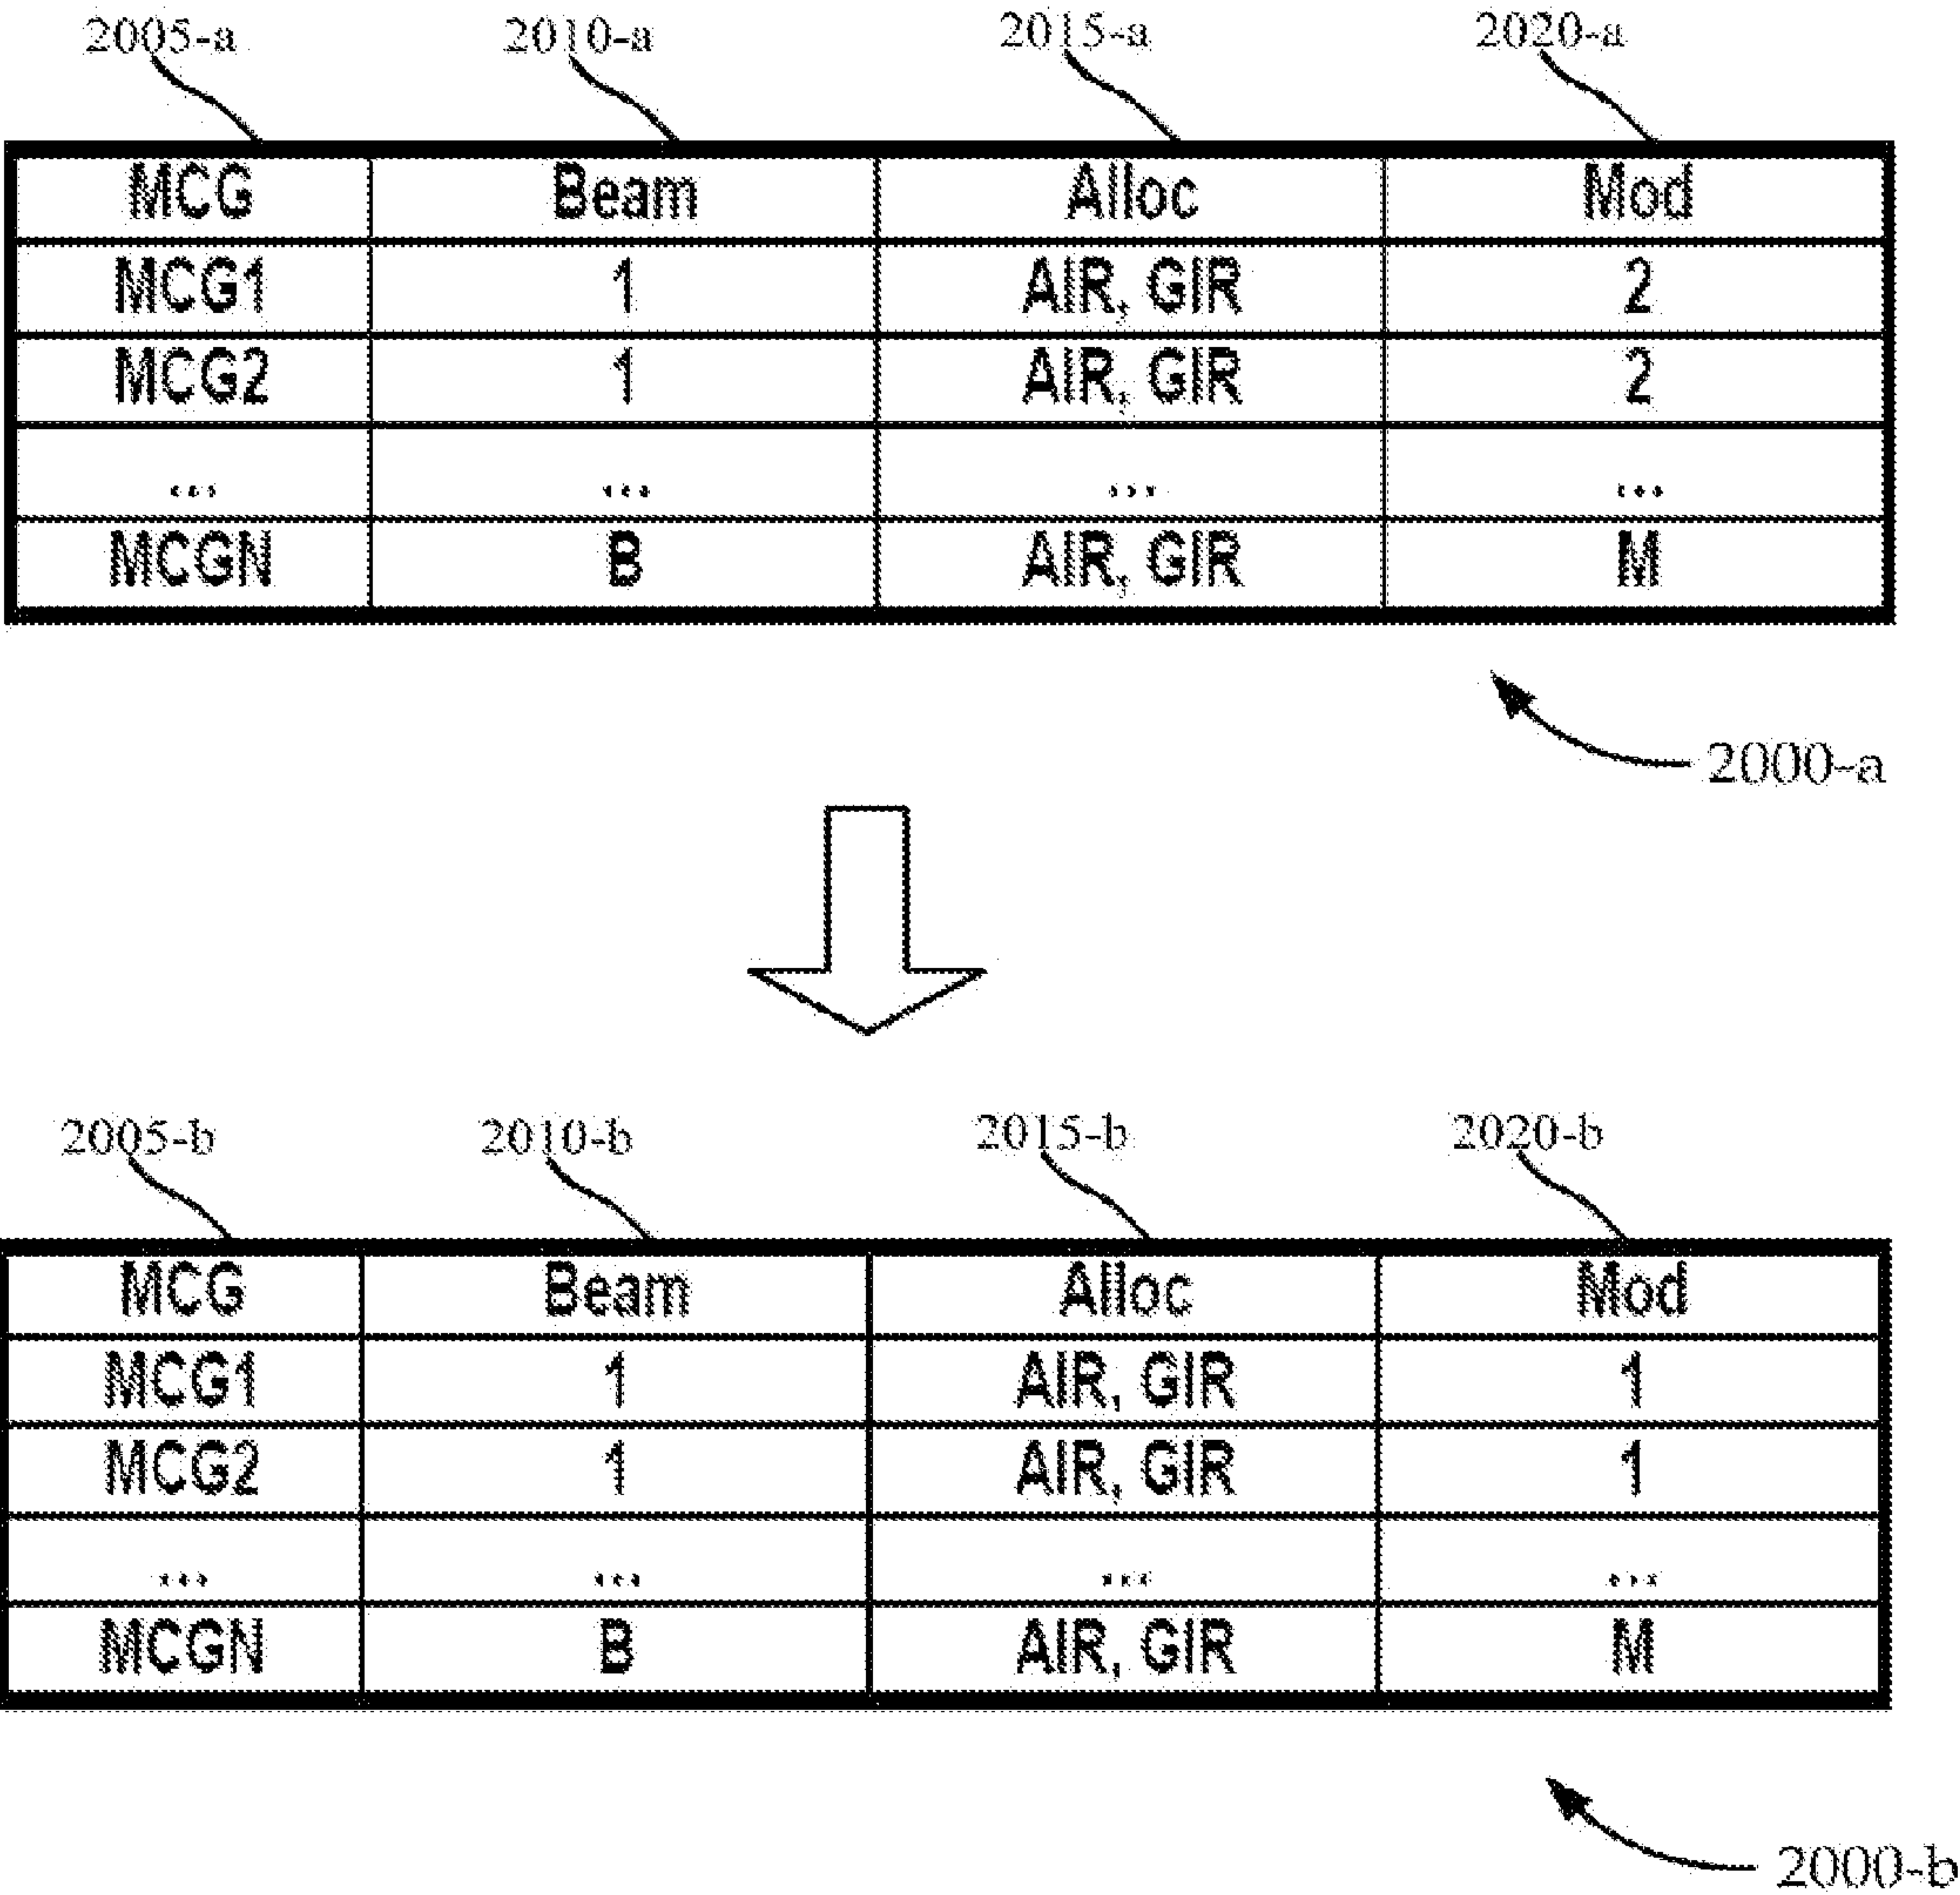 2005-a 2010-a 2015-a 2020-a
MCG Beam Alloc Mod
MCG1 1 AIR, GIR 2
MCG2 1 AIR, GIR 2
... ... ... ...
MCGN B AIR, GIR M
2000-a
2005-b 2010-b 2015-b 2020-b
MCG Beam Alloc Mod
MCG1 1 AIR, GIR 1
MCG2 1 AIR, GIR 1
... ... ... ...
MCGN B AIR, GIR M
2000-b